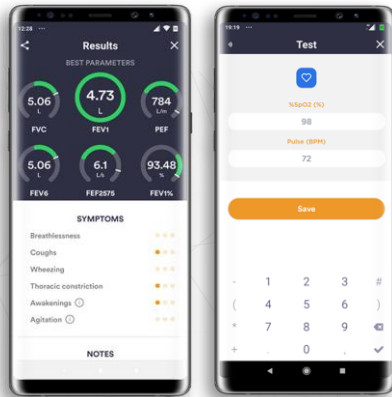 12:28
Results
BEST PARAMETERS
5.06
L
FVC
4.73
L
FEV1
784
L/m
PEF
5.06
L
FEV6
6.1
L/s
FEF2575
93.48
%
FEV1%
SYMPTOMS
Breathlessness
Coughs
Wheezing
Thoracic constriction
Awakenings
Agitation
NOTES
19:19
Test
%SpO2 (%)
98
Pulse (BPM)
72
Save
- 1 2 3 #
( 4 5 6 )
* 7 8 9
+ . 0 ,